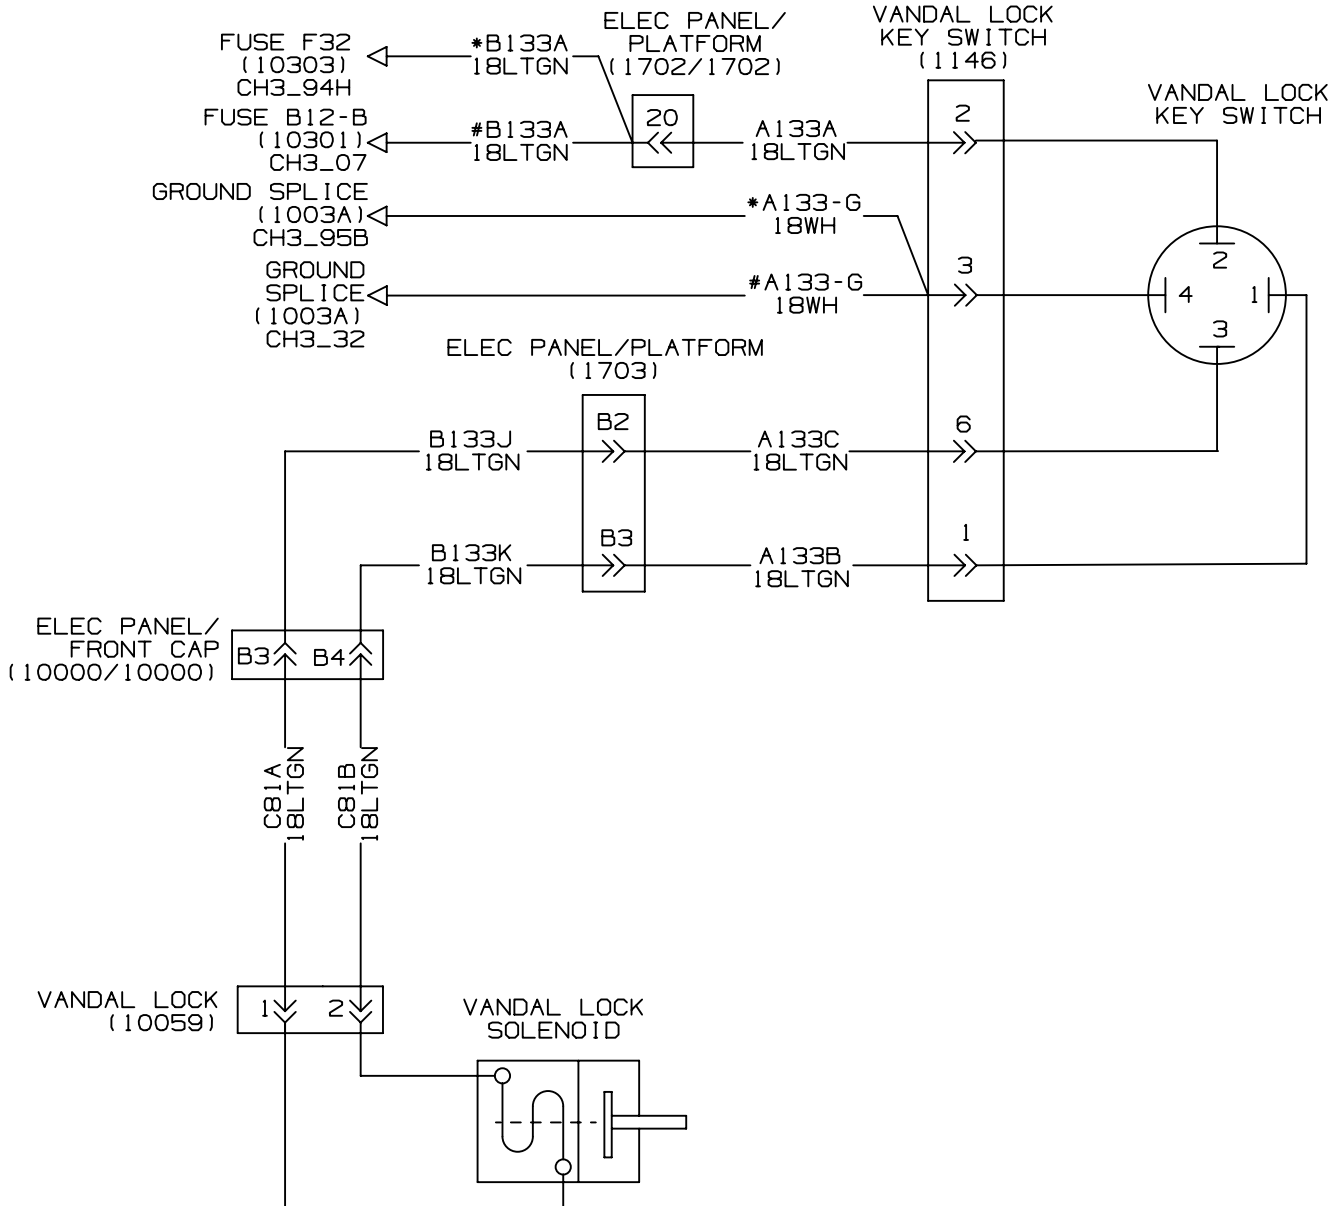 FUSE F32
(10303)
CH3_94H
*B133A
18LTGN
ELEC PANEL/
PLATFORM
(1702/1702)
VANDAL LOCK
KEY SWITCH
(1146)
VANDAL LOCK
KEY SWITCH
FUSE B12-B
(10301)
CH3_07
#B133A
18LTGN
20
A133A
18LTGN
2
GROUND SPLICE
(1003A)
CH3_95B
*A133-G
18WH
GROUND
SPLICE
(1003A)
CH3_32
#A133-G
18WH
3
2
4
1
3
ELEC PANEL/PLATFORM
(1703)
B133J
18LTGN
B2
A133C
18LTGN
6
B133K
18LTGN
B3
A133B
18LTGN
1
ELEC PANEL/
FRONT CAP
(10000/10000)
B3
B4
C81A
18LTGN
C81B
18LTGN
VANDAL LOCK
(10059)
1
2
VANDAL LOCK
SOLENOID